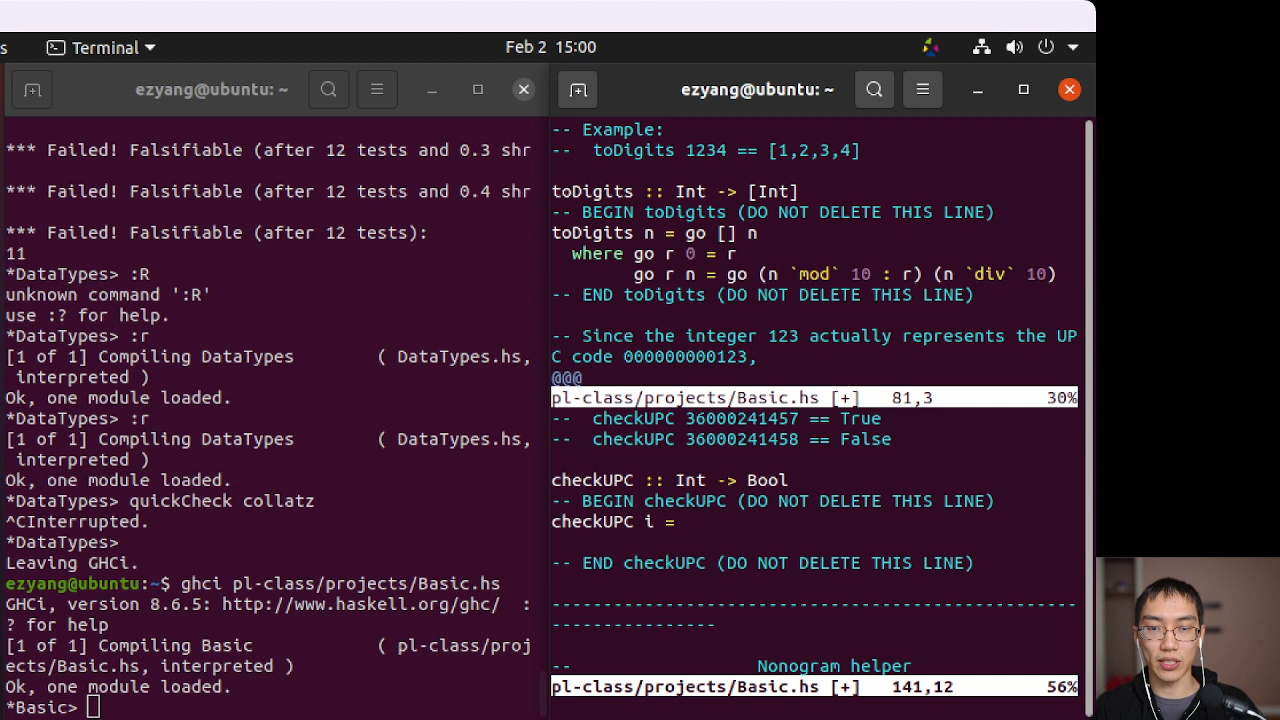 s Terminal Feb 2 15:00
ezyang@ubuntu: ~
*** Failed! Falsifiable (after 12 tests and 0.3 shr
*** Failed! Falsifiable (after 12 tests and 0.4 shr
*** Failed! Falsifiable (after 12 tests):
11
*DataTypes> :R
unknown command ':R'
use :? for help.
*DataTypes> :r
[1 of 1] Compiling DataTypes        ( DataTypes.hs,
 interpreted )
Ok, one module loaded.
*DataTypes> :r
[1 of 1] Compiling DataTypes        ( DataTypes.hs,
 interpreted )
Ok, one module loaded.
*DataTypes> quickCheck collatz
^CInterrupted.
*DataTypes>
Leaving GHCi.
ezyang@ubuntu:~$ ghci pl-class/projects/Basic.hs
GHCi, version 8.6.5: http://www.haskell.org/ghc/  :
? for help
[1 of 1] Compiling Basic            ( pl-class/proj
ects/Basic.hs, interpreted )
Ok, one module loaded.
*Basic>
ezyang@ubuntu: ~
-- Example:
--  toDigits 1234 == [1,2,3,4]
toDigits :: Int -> [Int]
-- BEGIN toDigits (DO NOT DELETE THIS LINE)
toDigits n = go [] n
  where go r 0 = r
        go r n = go (n `mod` 10 : r) (n `div` 10)
-- END toDigits (DO NOT DELETE THIS LINE)
-- Since the integer 123 actually represents the UP
C code 000000000123,
@@@
pl-class/projects/Basic.hs [+]   81,3           30%
--  checkUPC 36000241457 == True
--  checkUPC 36000241458 == False
checkUPC :: Int -> Bool
-- BEGIN checkUPC (DO NOT DELETE THIS LINE)
checkUPC i =
-- END checkUPC (DO NOT DELETE THIS LINE)
---------------------------------------------------
----------------
--                  Nonogram helper
pl-class/projects/Basic.hs [+]   141,12         56%